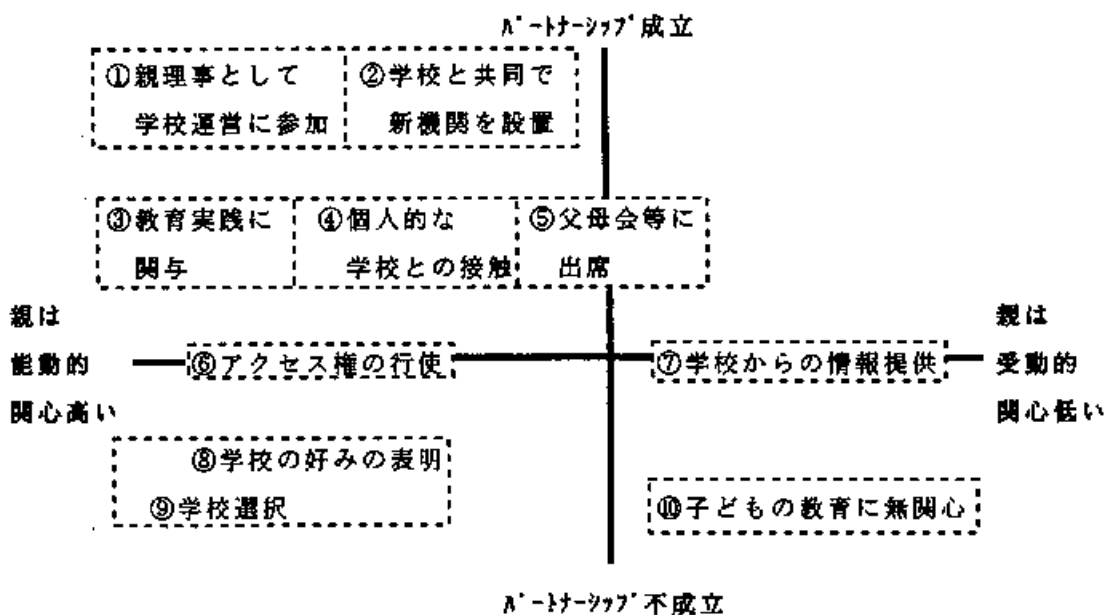 ﾊﾟｰﾄﾅｰｼｯﾌﾟ成立
①親理事として
学校運営に参加
②学校と共同で
新機関を設置
③教育実践に
関与
④個人的な
学校との接触
⑤父母会等に
出席
親は
能動的
関心高い
⑥アクセス権の行使
⑦学校からの情報提供
親は
受動的
関心低い
⑧学校の好みの表明
⑨学校選択
⑩子どもの教育に無関心
ﾊﾟｰﾄﾅｰｼｯﾌﾟ不成立